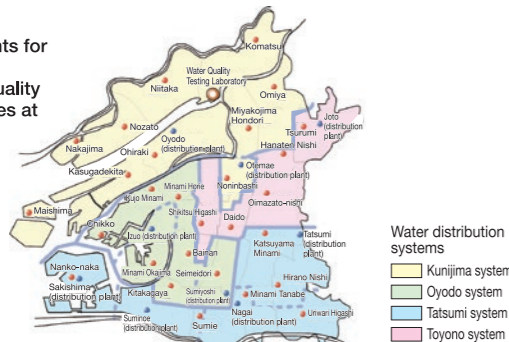 nts for
uality
es at
Komatsu
Water Quality
Testing Laboratory
Niitaka
Omiya
Miyakojima
Hondori
Joto
(distribution
plant)
Tsurumi
Nozato
Oyodo
(distribution plant)
Hanaten Nishi
Nakajima
Ohiraki
Otemae
(distribution
plant)
Kasugadekita
Noninbashi
Minami Horie
Isujo Minami
Oimazato-nishi
Shikitsu Higashi
Maishima
Daido
Chikko
Izuo (distribution plant)
Katsuyama
Minami
Tatsumi
(distribution
plant)
Bainan
Nanko-naka
Minami Okajima
Seimeidori
Hirano Nishi
Sakishima
(distribution plant)
Kitakagaya
Sumiyoshi
(distribution plant)
Minami Tanabe
Uriwari Higashi
Suminoe
(distribution plant)
Sumie
Nagai
(distribution plant)
Water distribution
systems
Kunijima system
Oyodo system
Tatsumi system
Toyono system